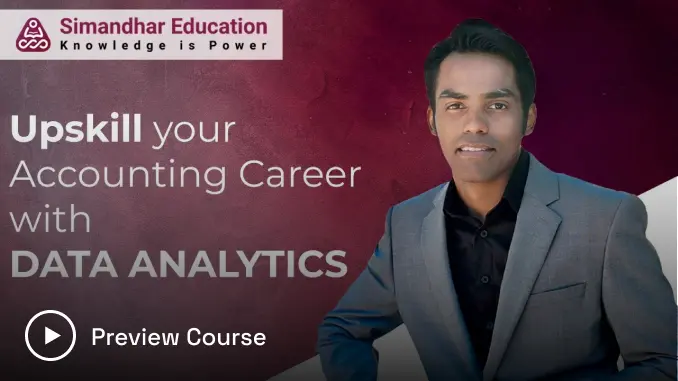 Simandhar Education
Knowledge is Power
Upskill your
Accounting Career
with
DATA ANALYTICS
Preview Course